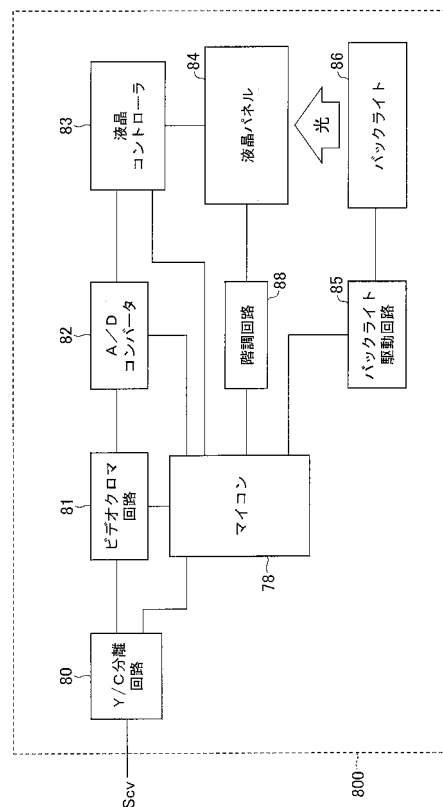 Scv
80
Y/C分離
回路
81
ビデオクロマ
回路
82
A/D
コンバータ
83
液晶
コントローラ
84
液晶パネル
光
86
バックライト
85
バックライト
駆動回路
88
階調回路
マイコン
78
800